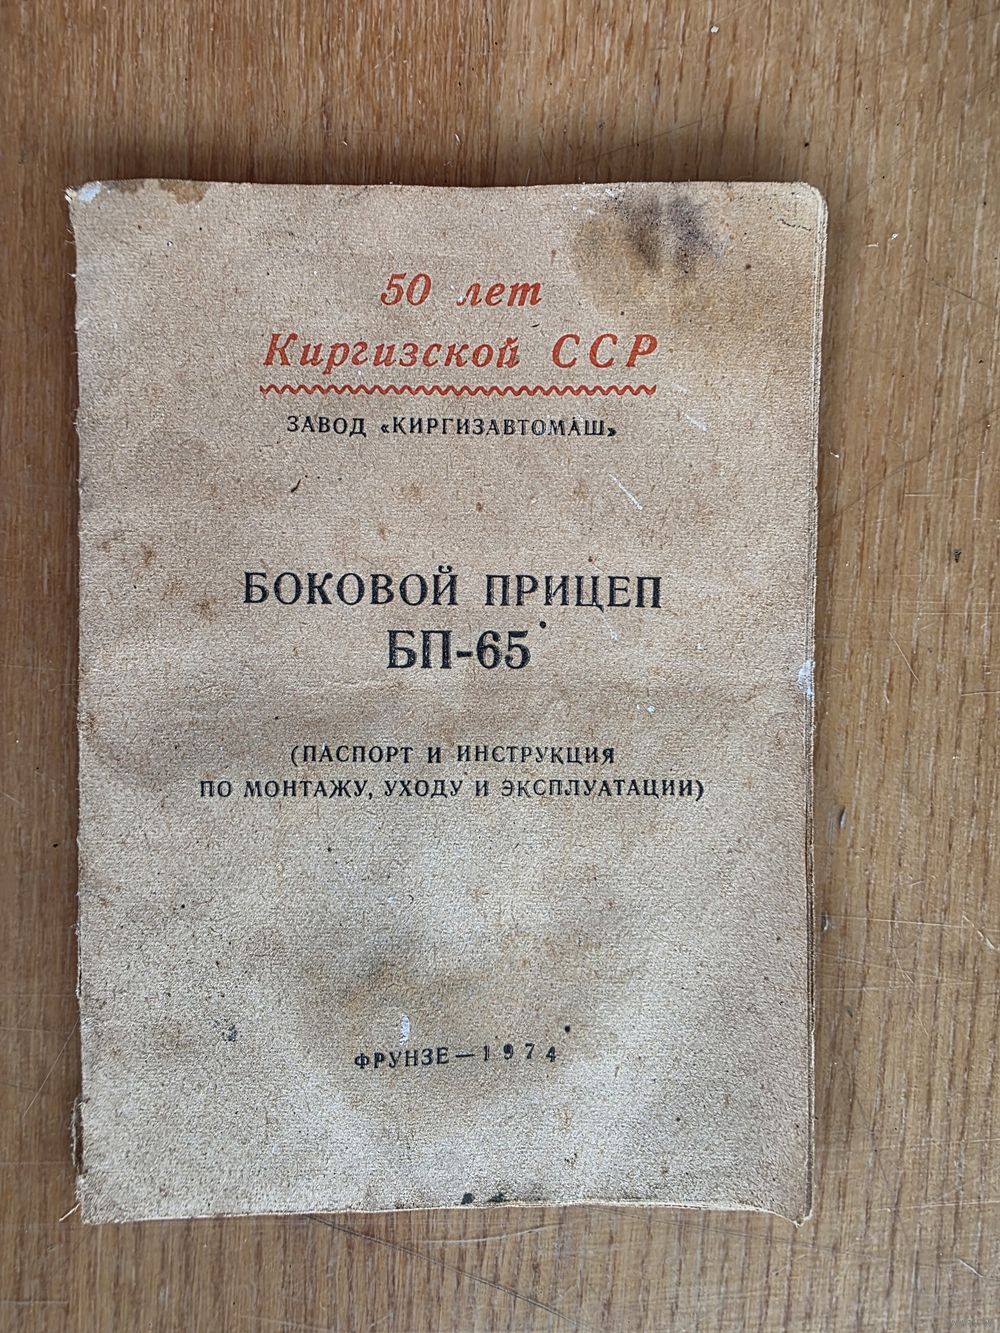 50 лет
Киргизской ССР
ЗАВОД «КИРГИЗАВТОМАШ»
БОКОВОЙ ПРИЦЕП
БП-65
(ПАСПОРТ И ИНСТРУКЦИЯ
ПО МОНТАЖУ, УХОДУ И ЭКСПЛУАТАЦИИ)
ФРУНЗЕ — 1974